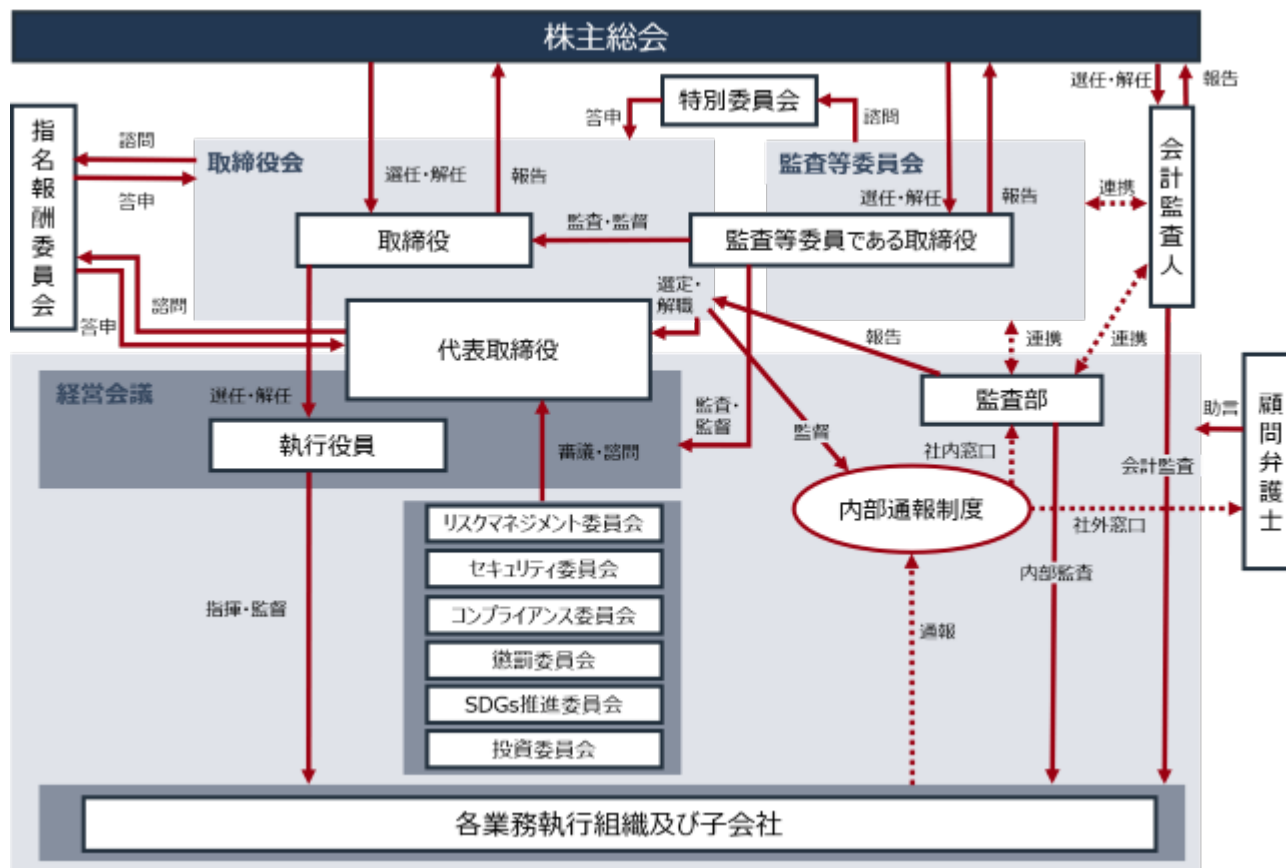 株主総会
選任・解任
報告
特別委員会
答申
諮問
指名報酬委員会
諮問
答申
取締役会
選任・解任
報告
監査等委員会
選任・解任
報告
連携
会計監査人
取締役
監査・監督
監査等委員である取締役
諮問
答申
選定・
解職
代表取締役
報告
連携
連携
経営会議
選任・解任
執行役員
審議・諮問
監査・
監督
監督
監査部
社内窓口
会計監査
助言
顧問弁護士
内部通報制度
社外窓口
内部監査
リスクマネジメント委員会
セキュリティ委員会
コンプライアンス委員会
懲罰委員会
SDGs推進委員会
投資委員会
指揮・監督
通報
各業務執行組織及び子会社